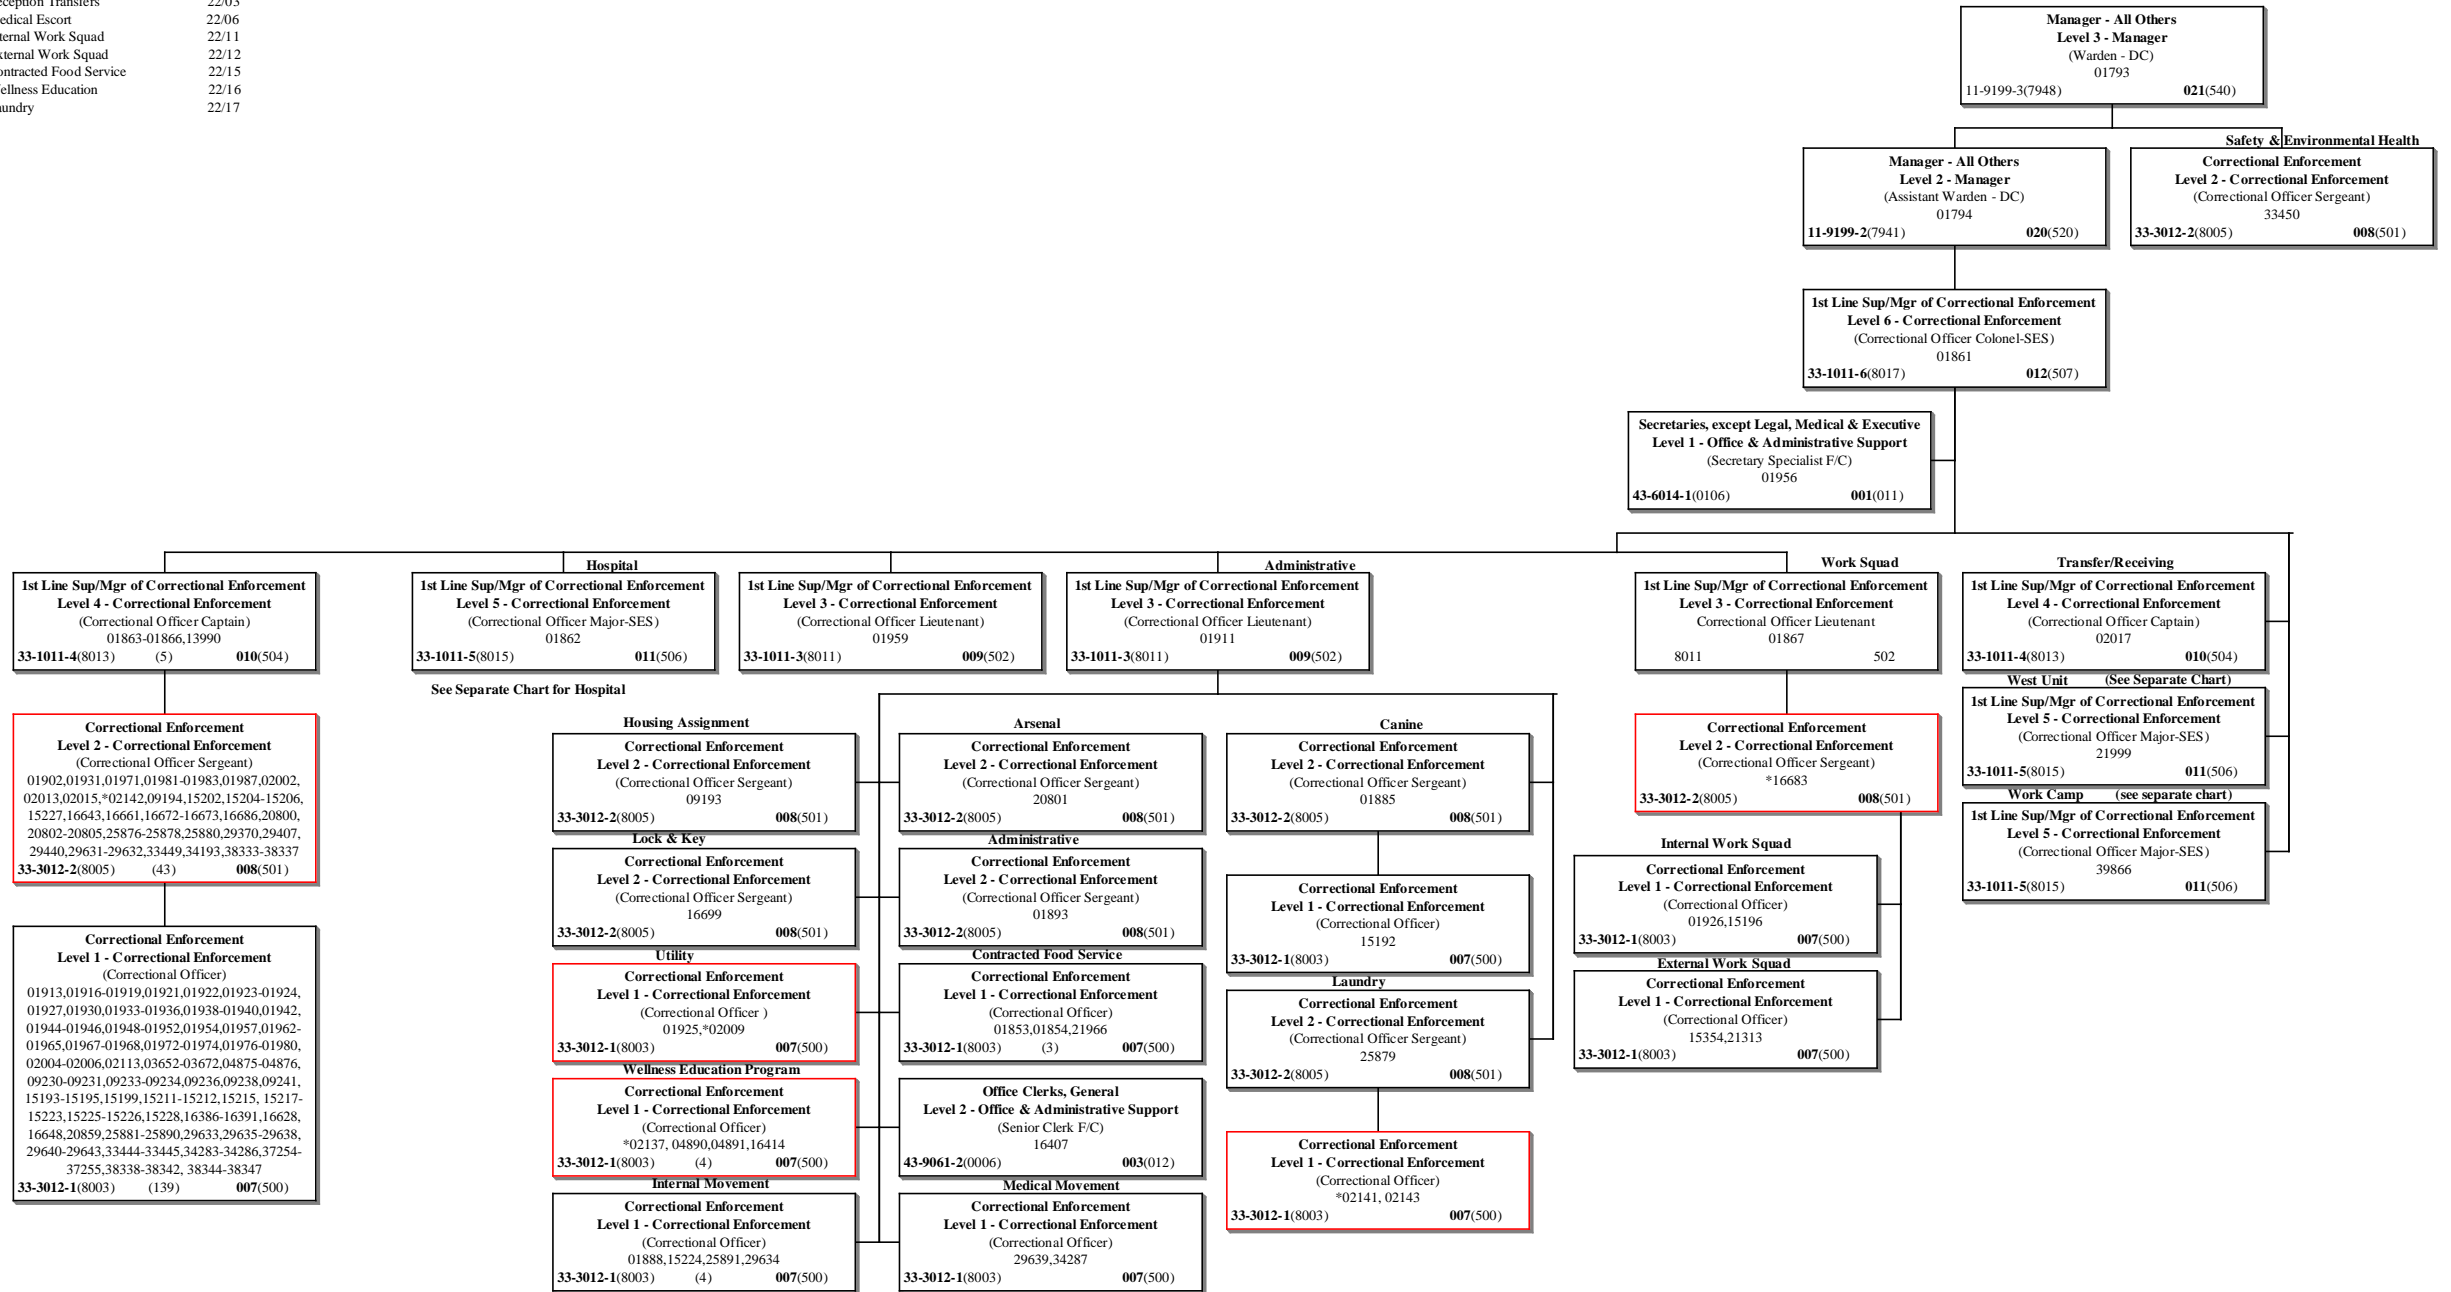 Medical Escort 22/06
External Work Squad 22/12
22/03
22/11
22/15
22/16
22/17
Manager - All Others
Level 3 - Manager
(Warden - DC)
01793
11-9199-3(7948) 021(540)
Safety & Environmental Health
Manager - All Others
Level 2 - Manager
(Assistant Warden - DC)
01794
11-9199-2(7941) 020(520)
Correctional Enforcement
Level 2 - Correctional Enforcement
(Correctional Officer Sergeant)
33450
33-3012-2(8005) 008(501)
1st Line Sup/Mgr of Correctional Enforcement
Level 6 - Correctional Enforcement
(Correctional Officer Colonel-SES)
01861
33-1011-6(8017) 012(507)
Secretaries, except Legal, Medical & Executive
Level 1 - Office & Administrative Support
(Secretary Specialist F/C)
01956
43-6014-1(0106) 001(011)
1st Line Sup/Mgr of Correctional Enforcement
Level 4 - Correctional Enforcement
(Correctional Officer Captain)
01863-01866,13990
33-1011-4(8013) (5) 010(504)
Correctional Enforcement
Level 2 - Correctional Enforcement
(Correctional Officer Sergeant)
01902,01931,01971,01981-01983,01987,02002,
02013,02015,*02142,09194,15202,15204-15206,
15227,16643,16661,16672-16673,16686,20800,
20802-20805,25876-25878,25880,29370,29407,
29440,29631-29632,33449,34193,38333-38337
33-3012-2(8005) (43) 008(501)
Correctional Enforcement
Level 1 - Correctional Enforcement
(Correctional Officer)
01913,01916-01919,01921,01922,01923-01924,
01927,01930,01933-01936,01938-01940,01942,
01944-01946,01948-01952,01954,01957,01962-
01965,01967-01968,01972-01974,01976-01980,
02004-02006,02113,03652-03672,04875-04876,
09230-09231,09233-09234,09236,09238,09241,
15193-15195,15199,15211-15212,15215, 15217-
15223,15225-15226,15228,16386-16391,16628,
16648,20859,25881-25890,29633,29635-29638,
29640-29643,33444-33445,34283-34286,37254-
37255,38338-38342, 38344-38347
33-3012-1(8003) (139) 007(500)
Hospital
1st Line Sup/Mgr of Correctional Enforcement
Level 5 - Correctional Enforcement
(Correctional Officer Major-SES)
01862
33-1011-5(8015) 011(506)
See Separate Chart for Hospital
1st Line Sup/Mgr of Correctional Enforcement
Level 3 - Correctional Enforcement
(Correctional Officer Lieutenant)
01959
33-1011-3(8011) 009(502)
Administrative
1st Line Sup/Mgr of Correctional Enforcement
Level 3 - Correctional Enforcement
(Correctional Officer Lieutenant)
01911
33-1011-3(8011) 009(502)
Housing Assignment
Correctional Enforcement
Level 2 - Correctional Enforcement
(Correctional Officer Sergeant)
09193
33-3012-2(8005) 008(501)
Lock & Key
Correctional Enforcement
Level 2 - Correctional Enforcement
(Correctional Officer Sergeant)
16699
33-3012-2(8005) 008(501)
Utility
Correctional Enforcement
Level 1 - Correctional Enforcement
(Correctional Officer )
01925,*02009
33-3012-1(8003) 007(500)
Wellness Education Program
Correctional Enforcement
Level 1 - Correctional Enforcement
(Correctional Officer)
*02137, 04890,04891,16414
33-3012-1(8003) (4) 007(500)
Internal Movement
Correctional Enforcement
Level 1 - Correctional Enforcement
(Correctional Officer)
01888,15224,25891,29634
33-3012-1(8003) (4) 007(500)
Arsenal
Correctional Enforcement
Level 2 - Correctional Enforcement
(Correctional Officer Sergeant)
20801
33-3012-2(8005) 008(501)
Administrative
Correctional Enforcement
Level 2 - Correctional Enforcement
(Correctional Officer Sergeant)
01893
33-3012-2(8005) 008(501)
Contracted Food Service
Correctional Enforcement
Level 1 - Correctional Enforcement
(Correctional Officer)
01853,01854,21966
33-3012-1(8003) (3) 007(500)
Office Clerks, General
Level 2 - Office & Administrative Support
(Senior Clerk F/C)
16407
43-9061-2(0006) 003(012)
Medical Movement
Correctional Enforcement
Level 1 - Correctional Enforcement
(Correctional Officer)
29639,34287
33-3012-1(8003) 007(500)
Canine
Correctional Enforcement
Level 2 - Correctional Enforcement
(Correctional Officer Sergeant)
01885
33-3012-2(8005) 008(501)
Correctional Enforcement
Level 1 - Correctional Enforcement
(Correctional Officer)
15192
33-3012-1(8003) 007(500)
Laundry
Correctional Enforcement
Level 2 - Correctional Enforcement
(Correctional Officer Sergeant)
25879
33-3012-2(8005) 008(501)
Correctional Enforcement
Level 1 - Correctional Enforcement
(Correctional Officer)
*02141, 02143
33-3012-1(8003) 007(500)
Work Squad
1st Line Sup/Mgr of Correctional Enforcement
Level 3 - Correctional Enforcement
Correctional Officer Lieutenant
01867
8011 502
Correctional Enforcement
Level 2 - Correctional Enforcement
(Correctional Officer Sergeant)
*16683
33-3012-2(8005) 008(501)
Internal Work Squad
Correctional Enforcement
Level 1 - Correctional Enforcement
(Correctional Officer)
01926,15196
33-3012-1(8003) 007(500)
External Work Squad
Correctional Enforcement
Level 1 - Correctional Enforcement
(Correctional Officer)
15354,21313
33-3012-1(8003) 007(500)
Transfer/Receiving
1st Line Sup/Mgr of Correctional Enforcement
Level 4 - Correctional Enforcement
(Correctional Officer Captain)
02017
33-1011-4(8013) 010(504)
West Unit (See Separate Chart)
1st Line Sup/Mgr of Correctional Enforcement
Level 5 - Correctional Enforcement
(Correctional Officer Major-SES)
21999
33-1011-5(8015) 011(506)
Work Camp (see separate chart)
1st Line Sup/Mgr of Correctional Enforcement
Level 5 - Correctional Enforcement
(Correctional Officer Major-SES)
39866
33-1011-5(8015) 011(506)